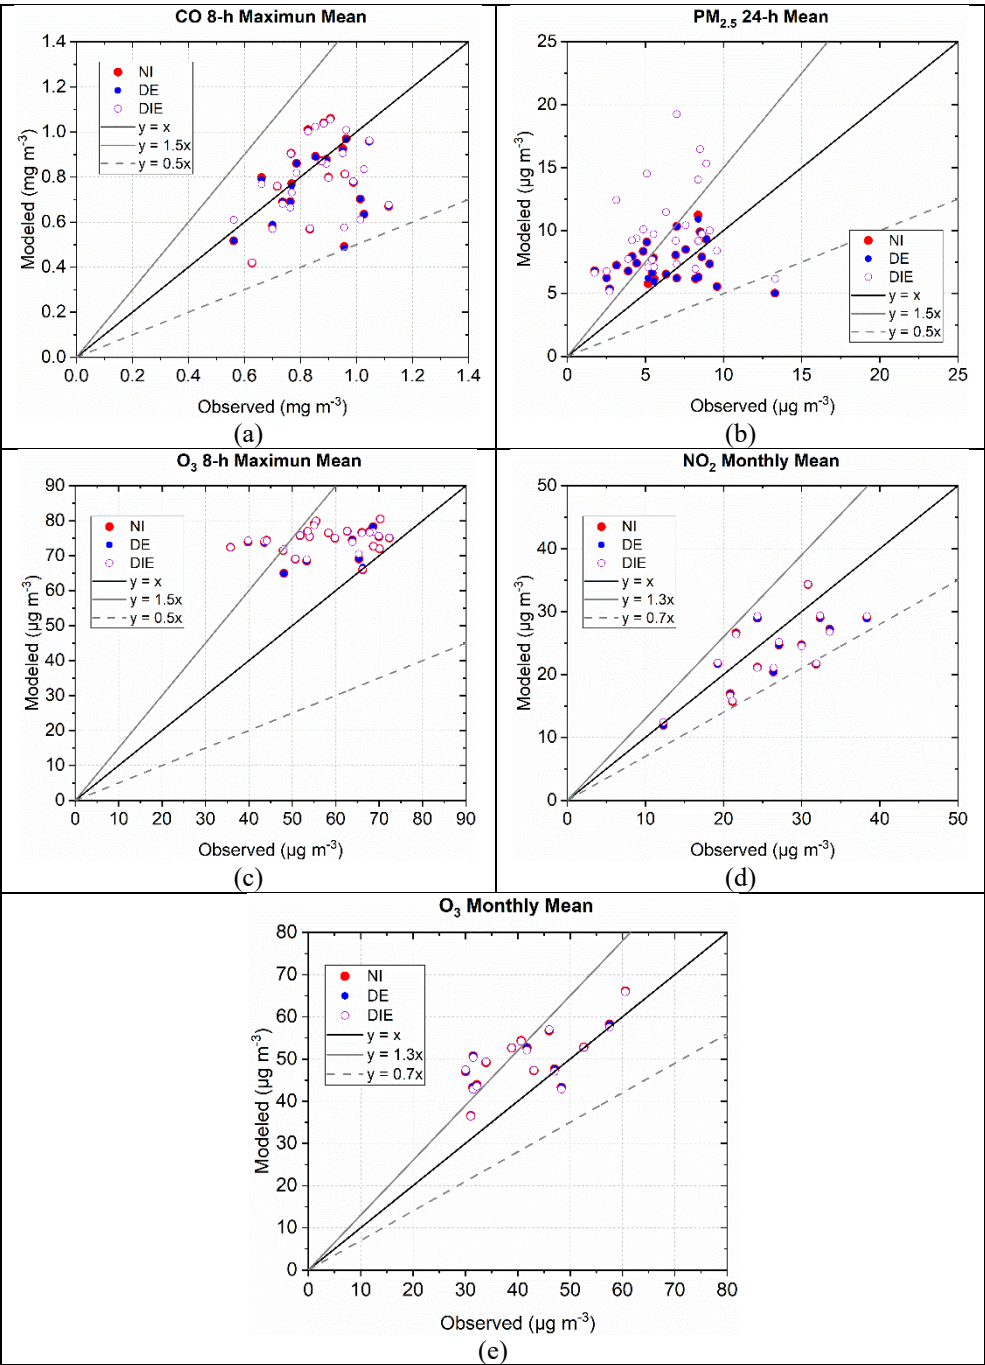 CO 8-h Maximun Mean
1.4
1.2
1.0
0.8
0.6
0.4
0.2
0.0
NI
DE
DIE
y = x
y = 1.5x
y = 0.5x
Modeled (mg m⁻³)
0.0 0.2 0.4 0.6 0.8 1.0 1.2 1.4
Observed (mg m⁻³)
(a)
PM₂.₅ 24-h Mean
25
20
15
10
5
0
NI
DE
DIE
y = x
y = 1.5x
y = 0.5x
Modeled (µg m⁻³)
0 5 10 15 20 25
Observed (µg m⁻³)
(b)
O₃ 8-h Maximun Mean
90
80
70
60
50
40
30
20
10
0
NI
DE
DIE
y = x
y = 1.5x
y = 0.5x
Modeled (µg m⁻³)
0 10 20 30 40 50 60 70 80 90
Observed (µg m⁻³)
(c)
NO₂ Monthly Mean
50
40
30
20
10
0
NI
DE
DIE
y = x
y = 1.3x
y = 0.7x
Modeled (µg m⁻³)
0 10 20 30 40 50
Observed (µg m⁻³)
(d)
O₃ Monthly Mean
80
70
60
50
40
30
20
10
0
NI
DE
DIE
y = x
y = 1.3x
y = 0.7x
Modeled (µg m⁻³)
0 10 20 30 40 50 60 70 80
Observed (µg m⁻³)
(e)